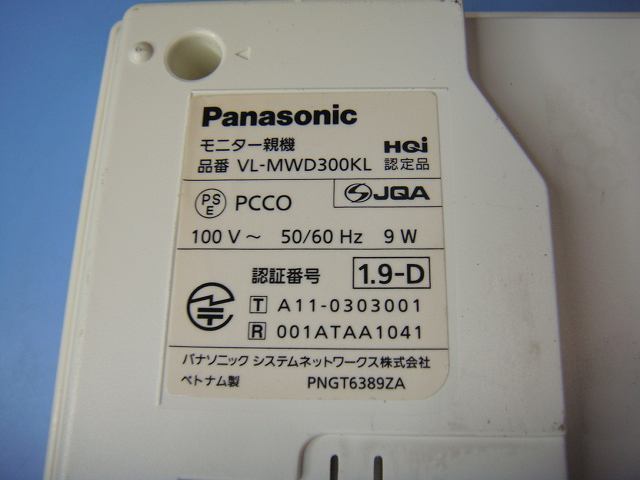 Panasonic
モニター親機 HQi
品番 VL-MWD300KL 認定品
PS E PCCO JQA
100 V～ 50/60 Hz 9 W
認証番号 1.9-D
T A11-0303001
R 001ATAA1041
パナソニック システムネットワークス株式会社
ベトナム製 PNGT6389ZA